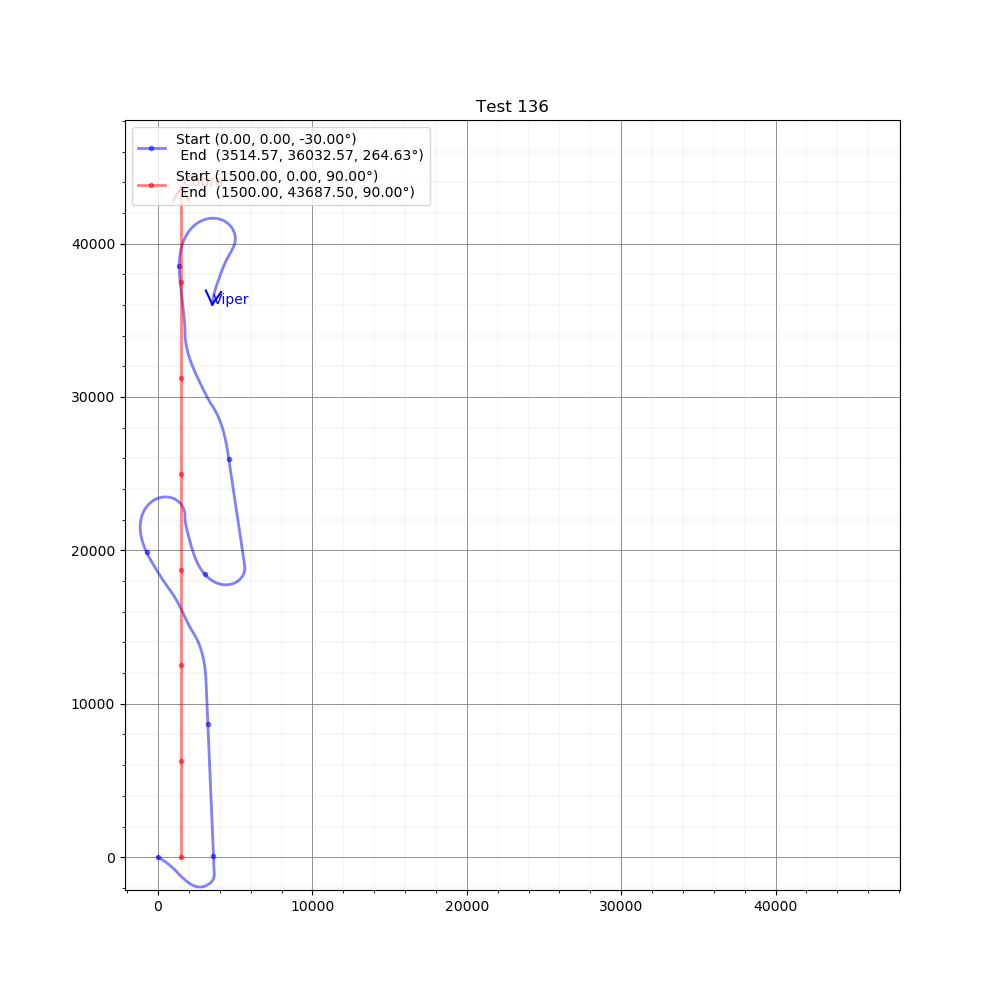 Test 136
Start (0.00, 0.00, -30.00°)
End (3514.57, 36032.57, 264.63°)
Start (1500.00, 0.00, 90.00°)
End (1500.00, 43687.50, 90.00°)
40000
Viper
30000
20000
10000
0
0 10000 20000 30000 40000